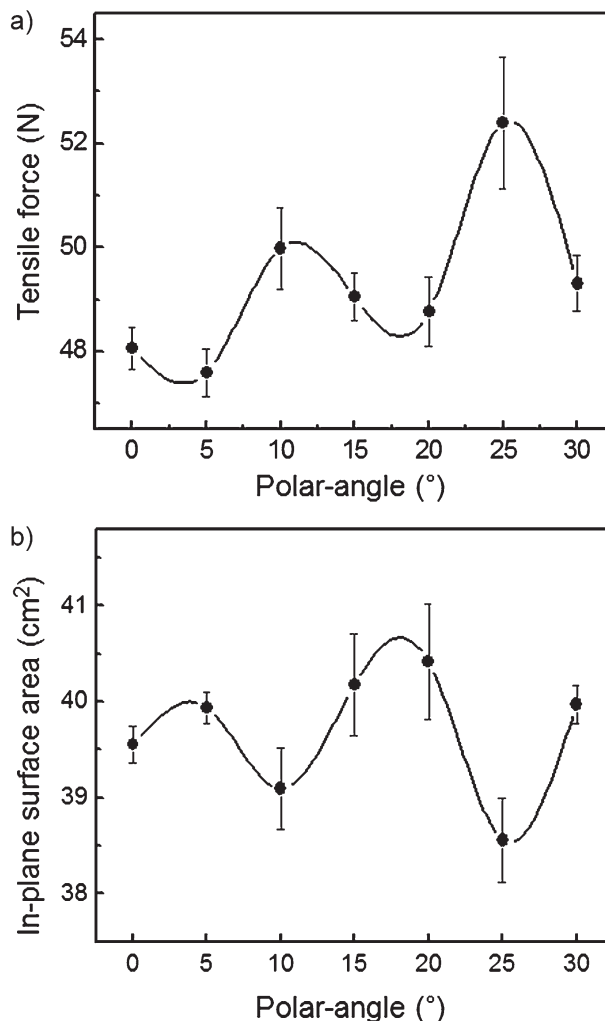 a)
54
52
50
48
Tensile force (N)
0 5 10 15 20 25 30
Polar-angle (°)
b)
41
40
39
38
In-plane surface area (cm²)
0 5 10 15 20 25 30
Polar-angle (°)